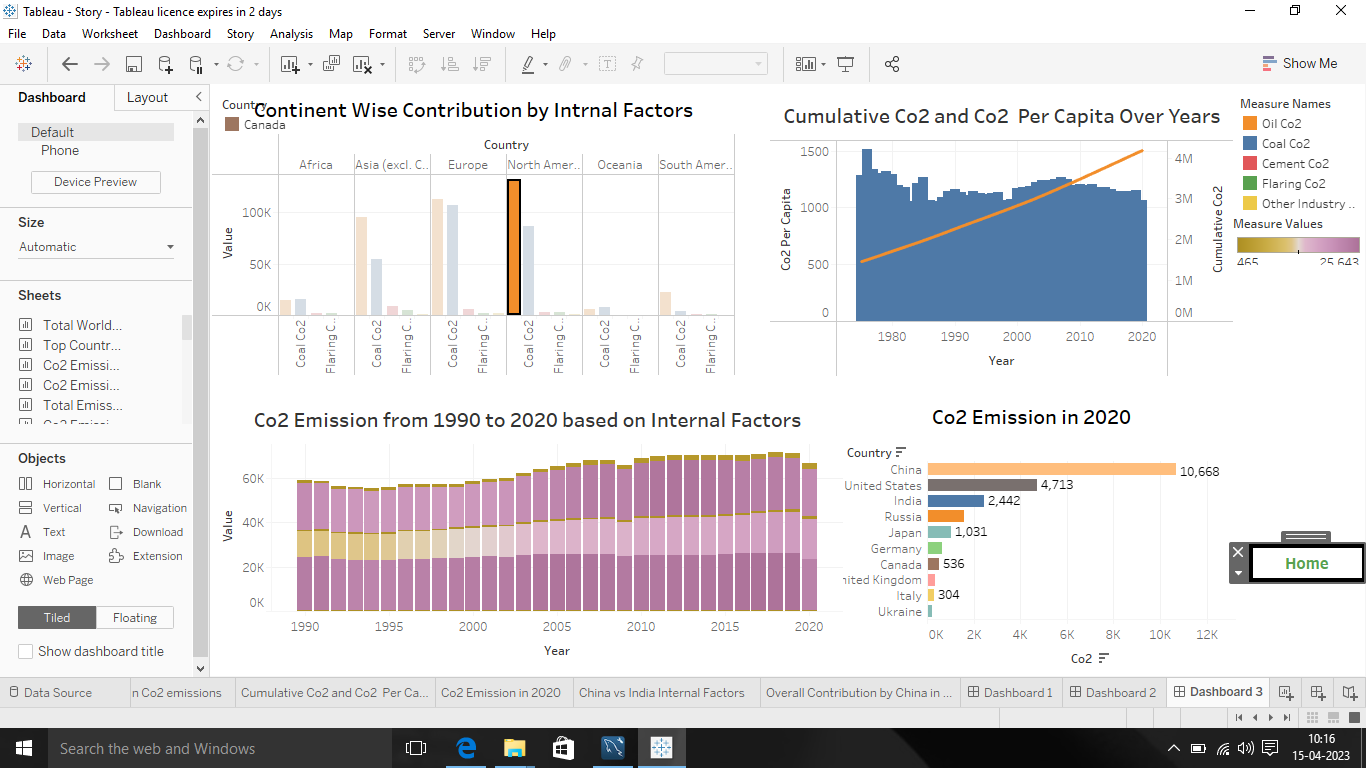 Tableau - Story - Tableau licence expires in 2 days
File Data Worksheet Dashboard Story Analysis Map Format Server Window Help
Show Me
Dashboard Layout
Default
Phone
Device Preview
Size
Automatic
Sheets
Total World...
Top Countr...
Co2 Emissi...
Co2 Emissi...
Total Emiss...
Co2 Emissi...
Objects
Horizontal Blank
Vertical Navigation
Text Download
Image Extension
Web Page
Tiled Floating
Show dashboard title
Country
Canada
Continent Wise Contribution by Intrnal Factors
Country
Africa Asia (excl. C.. Europe North Amer.. Oceania South Amer..
Value
100K
50K
0K
Coal Co2 Flaring C.. Coal Co2 Flaring C.. Coal Co2 Flaring C.. Coal Co2 Flaring C.. Coal Co2 Flaring C.. Coal Co2 Flaring C..
Cumulative Co2 and Co2 Per Capita Over Years
Co2 Per Capita
1500
1000
500
0
Cumulative Co2
4M
3M
2M
1M
0M
1980 1990 2000 2010 2020
Year
Measure Names
Oil Co2
Coal Co2
Cement Co2
Flaring Co2
Other Industry ..
Measure Values
465 25,643
Co2 Emission from 1990 to 2020 based on Internal Factors
Value
60K
40K
20K
0K
1990 1995 2000 2005 2010 2015 2020
Year
Co2 Emission in 2020
Country
China 10,668
United States 4,713
India 2,442
Russia
Japan 1,031
Germany
Canada 536
nited Kingdom
Italy 304
Ukraine
0K 2K 4K 6K 8K 10K 12K
Co2
Home
Data Source n Co2 emissions Cumulative Co2 and Co2 Per Ca... Co2 Emission in 2020 China vs India Internal Factors Overall Contribution by China in ... Dashboard 1 Dashboard 2 Dashboard 3
Search the web and Windows
10:16
15-04-2023